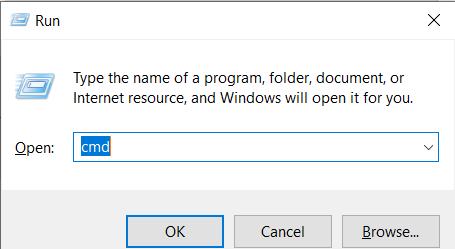 Run
Type the name of a program, folder, document, or
Internet resource, and Windows will open it for you.
Open: cmd
OK Cancel Browse...